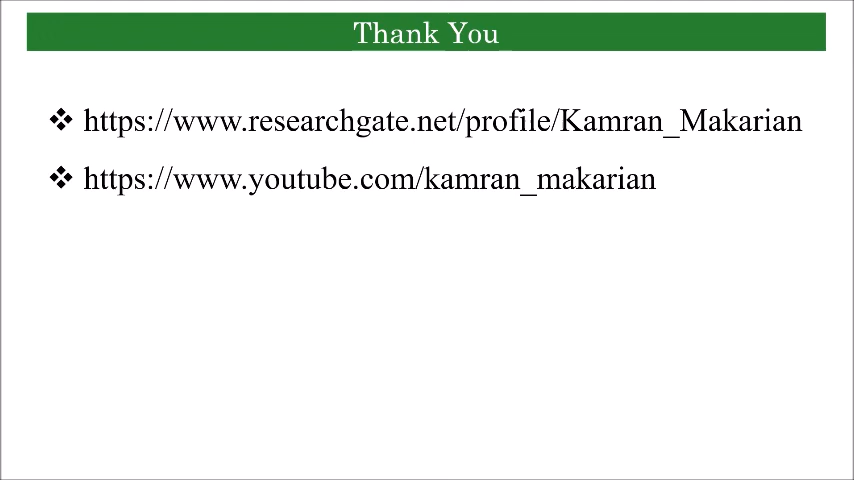 Thank You
❖ https://www.researchgate.net/profile/Kamran_Makarian
❖ https://www.youtube.com/kamran_makarian